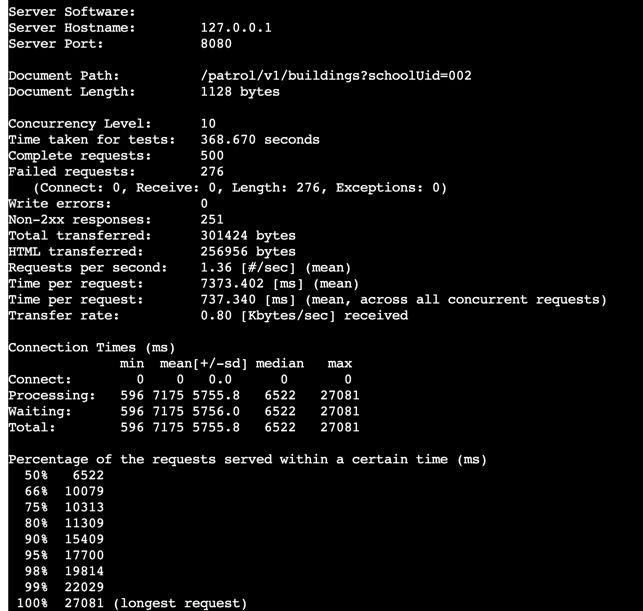 Server Software:
Server Hostname: 127.0.0.1
Server Port: 8080
Document Path: /patrol/v1/buildings?schoolUid=002
Document Length: 1128 bytes
Concurrency Level: 10
Time taken for tests: 368.670 seconds
Complete requests: 500
Failed requests: 276
(Connect: 0, Receive: 0, Length: 276, Exceptions: 0)
Write errors: 0
Non-2xx responses: 251
Total transferred: 301424 bytes
HTML transferred: 256956 bytes
Requests per second: 1.36 [#/sec] (mean)
Time per request: 7373.402 [ms] (mean)
Time per request: 737.340 [ms] (mean, across all concurrent requests)
Transfer rate: 0.80 [Kbytes/sec] received
Connection Times (ms)
min mean[+/-sd] median max
Connect: 0 0 0.0 0 0
Processing: 596 7175 5755.8 6522 27081
Waiting: 596 7175 5756.0 6522 27081
Total: 596 7175 5755.8 6522 27081
Percentage of the requests served within a certain time (ms)
50% 6522
66% 10079
75% 10313
80% 11309
90% 15409
95% 17700
98% 19814
99% 22029
100% 27081 (longest request)